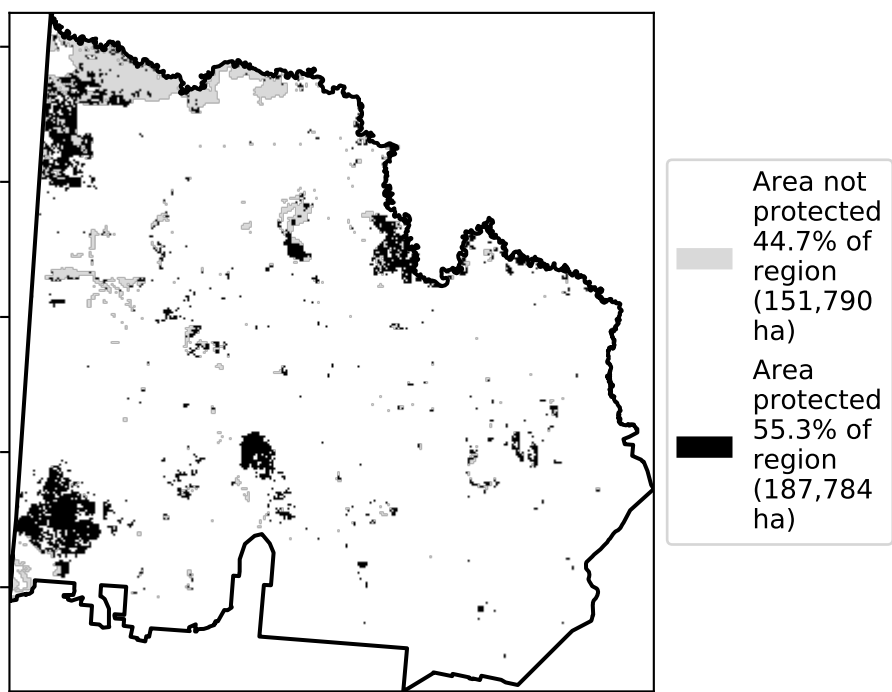 Area not
protected
44.7% of
region
(151,790
ha)
Area
protected
55.3% of
region
(187,784
ha)